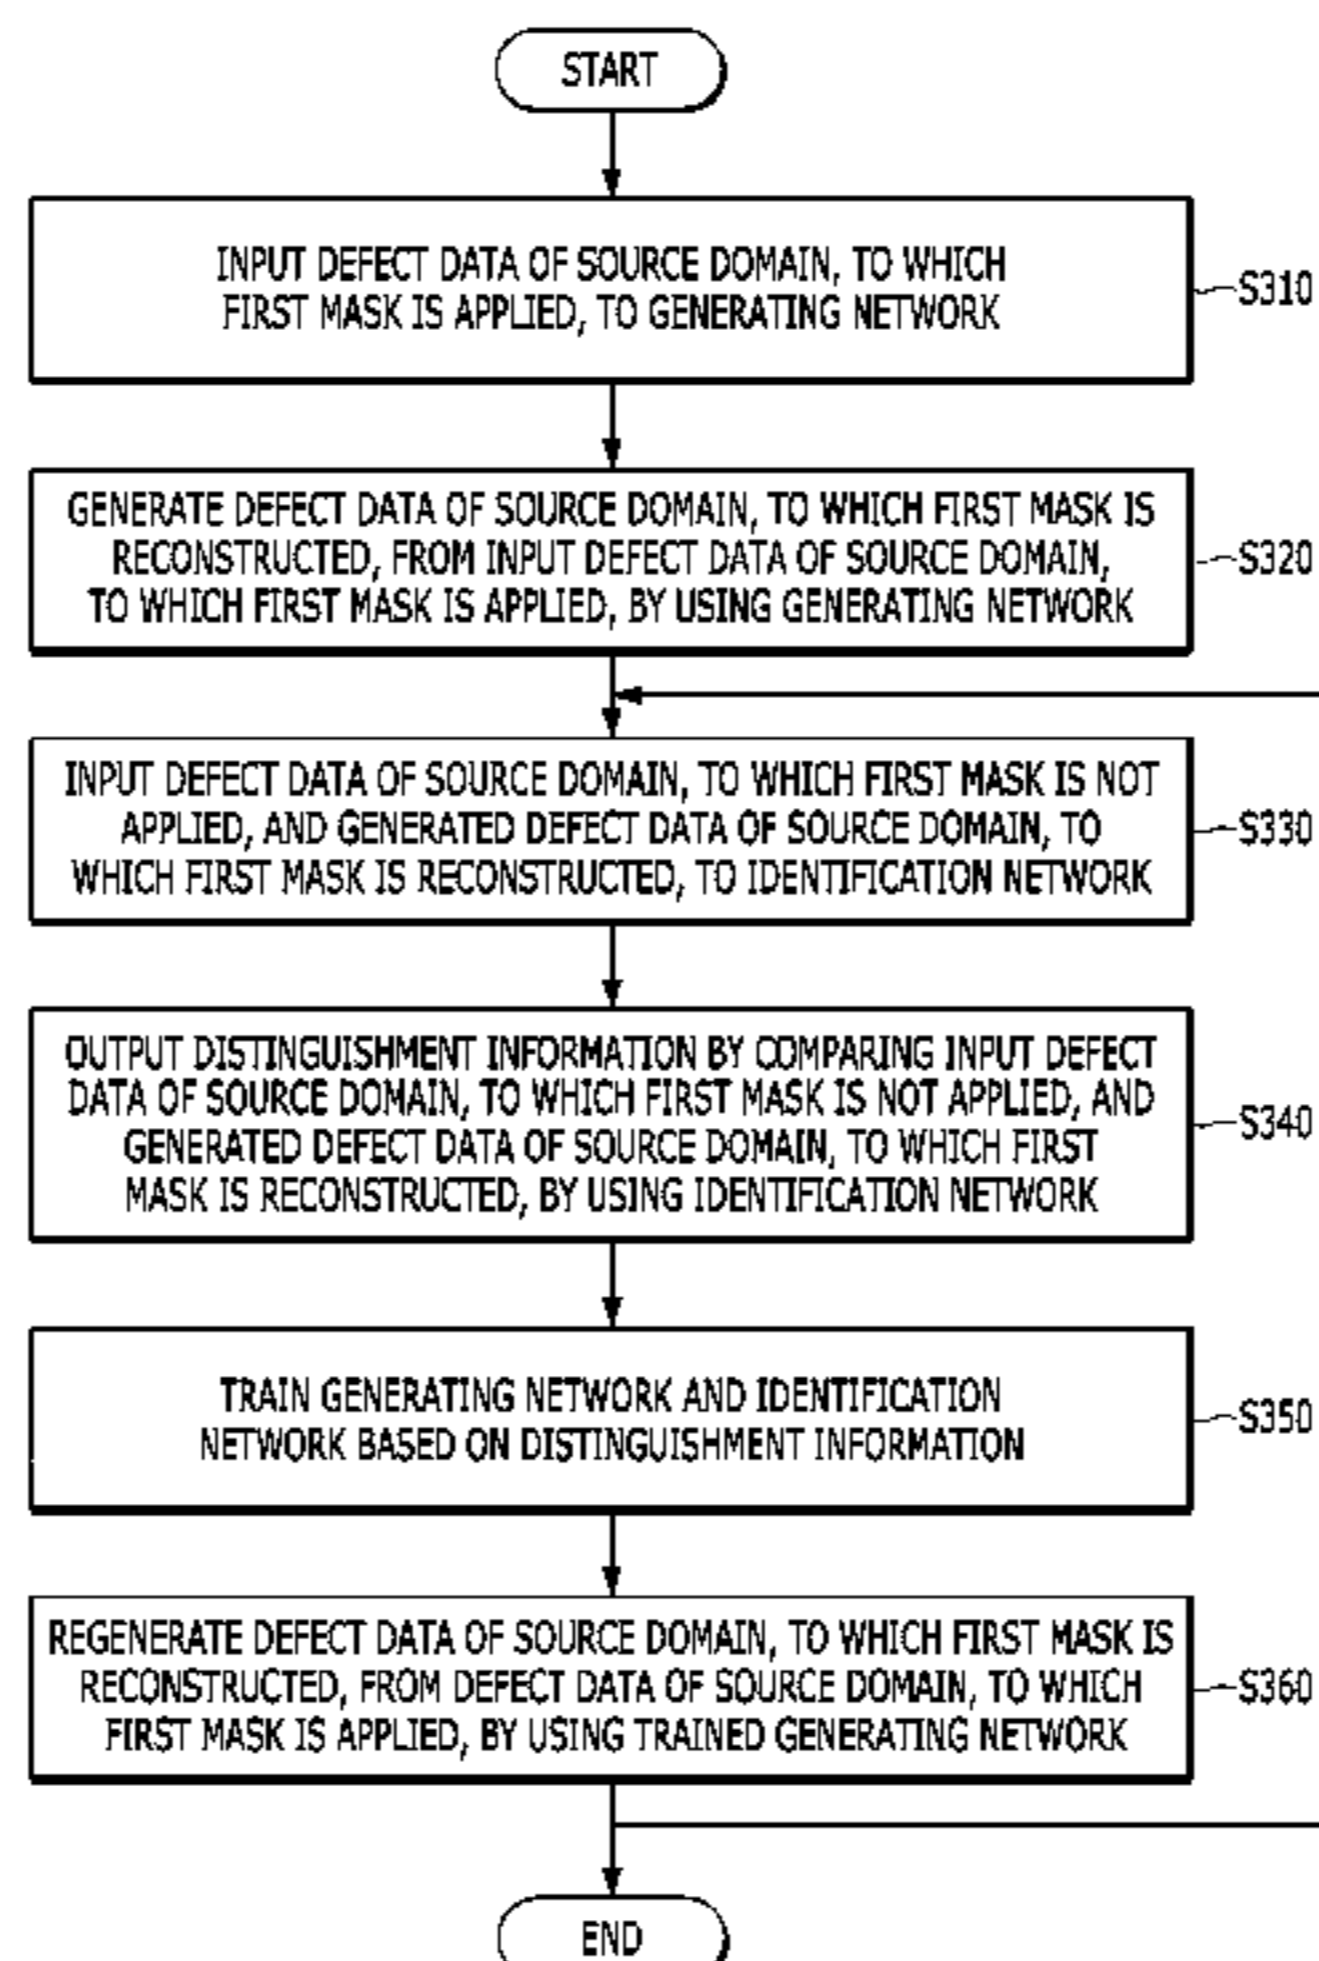 START
INPUT DEFECT DATA OF SOURCE DOMAIN, TO WHICH
FIRST MASK IS APPLIED, TO GENERATING NETWORK
S310
GENERATE DEFECT DATA OF SOURCE DOMAIN, TO WHICH FIRST MASK IS
RECONSTRUCTED, FROM INPUT DEFECT DATA OF SOURCE DOMAIN,
TO WHICH FIRST MASK IS APPLIED, BY USING GENERATING NETWORK
S320
INPUT DEFECT DATA OF SOURCE DOMAIN, TO WHICH FIRST MASK IS NOT
APPLIED, AND GENERATED DEFECT DATA OF SOURCE DOMAIN, TO
WHICH FIRST MASK IS RECONSTRUCTED, TO IDENTIFICATION NETWORK
S330
OUTPUT DISTINGUISHMENT INFORMATION BY COMPARING INPUT DEFECT
DATA OF SOURCE DOMAIN, TO WHICH FIRST MASK IS NOT APPLIED, AND
GENERATED DEFECT DATA OF SOURCE DOMAIN, TO WHICH FIRST
MASK IS RECONSTRUCTED, BY USING IDENTIFICATION NETWORK
S340
TRAIN GENERATING NETWORK AND IDENTIFICATION
NETWORK BASED ON DISTINGUISHMENT INFORMATION
S350
REGENERATE DEFECT DATA OF SOURCE DOMAIN, TO WHICH FIRST MASK IS
RECONSTRUCTED, FROM DEFECT DATA OF SOURCE DOMAIN, TO WHICH
FIRST MASK IS APPLIED, BY USING TRAINED GENERATING NETWORK
S360
END